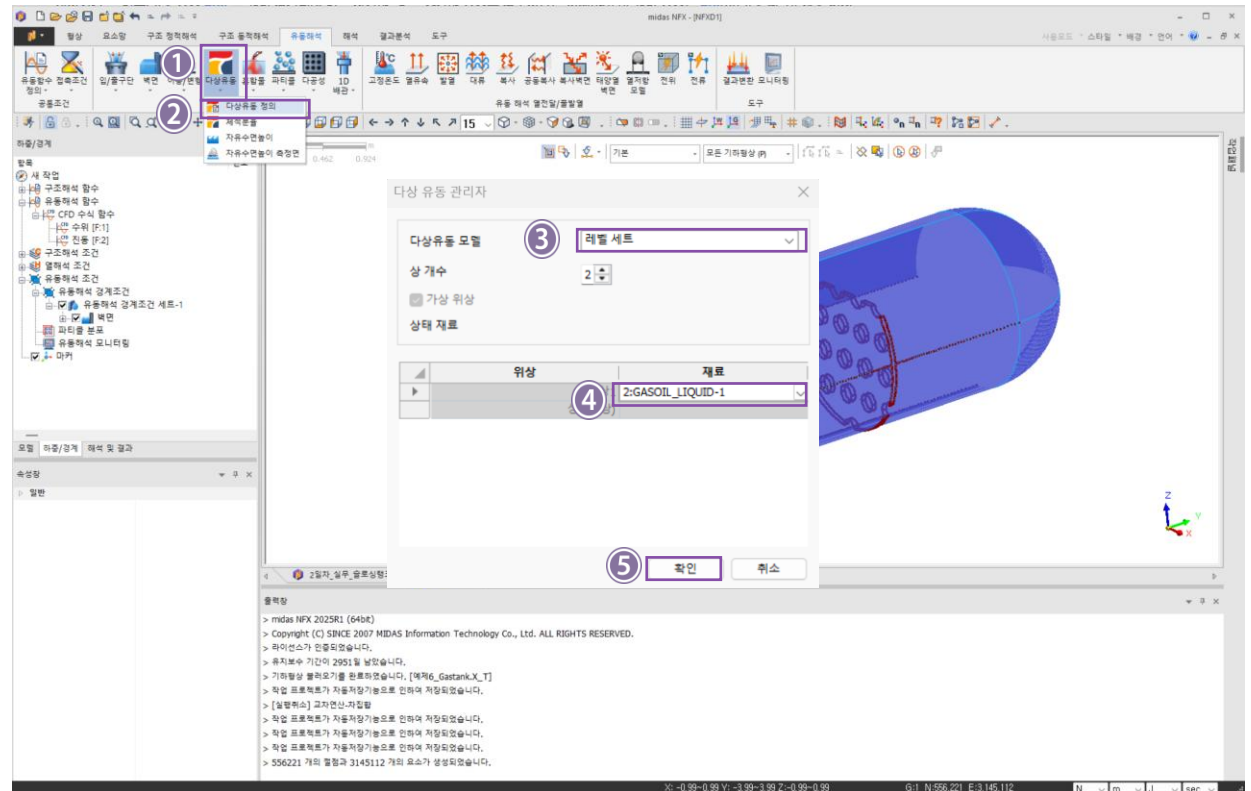 midas NFX - [NFXD1]
형상 요소망 구조 정적해석 구조 동적해석 유동해석 해석 결과분석 도구
사용모드 스타일 배경 언어
유동함수 정의 접촉조건 입/출구단 벽면 다상유동 혼합물 파티클 다공성 1D 배관 고정온도 열유속 발열 대류 복사 공동복사 복사벽면 태양열 벽면 열저항 모델 전위 전류 결과변환 모니터링
공통조건 유동 해석 열전달/줄발열 도구
1
2
다상유동 정의
체적분율
자유수면높이
자유수면높이 측정면
15
하중/경계
항목
0.462 0.924
기본 모든 기하형상 (P)
작업패널
새 작업
구조해석 함수
유동해석 함수
CFD 수식 함수
수위 [F:1]
진동 [F:2]
구조해석 조건
열해석 조건
유동해석 조건
유동해석 경계조건
유동해석 경계조건 세트-1
벽면
파티클 분포
유동해석 모니터링
마커
다상 유동 관리자
다상유동 모델 3 레벨 세트
상 개수 2
가상 위상
상태 재료
위상 재료
4 2:GASOIL_LIQUID-1
5 확인 취소
모델 하중/경계 해석 및 결과
속성창
일반
Z
Y
X
2일차_실무_슬로싱탱
출력창
> midas NFX 2025R1 (64bit)
> Copyright (C) SINCE 2007 MIDAS Information Technology Co., Ltd. ALL RIGHTS RESERVED.
> 라이선스가 인증되었습니다.
> 유지보수 기간이 2951일 남았습니다.
> 기하형상 불러오기를 완료하였습니다. [예제6_Gastank.X_T]
> 작업 프로젝트가 자동저장기능으로 인하여 저장되었습니다.
> [실행취소] 교차연산-차집합
> 작업 프로젝트가 자동저장기능으로 인하여 저장되었습니다.
> 작업 프로젝트가 자동저장기능으로 인하여 저장되었습니다.
> 작업 프로젝트가 자동저장기능으로 인하여 저장되었습니다.
> 556221 개의 절점과 3145112 개의 요소가 생성되었습니다.
X: -0.99~0.99 Y: -3.99~3.99 Z:-0.99~0.99 G:1 N:556,221 E:3,145,112 N m J sec